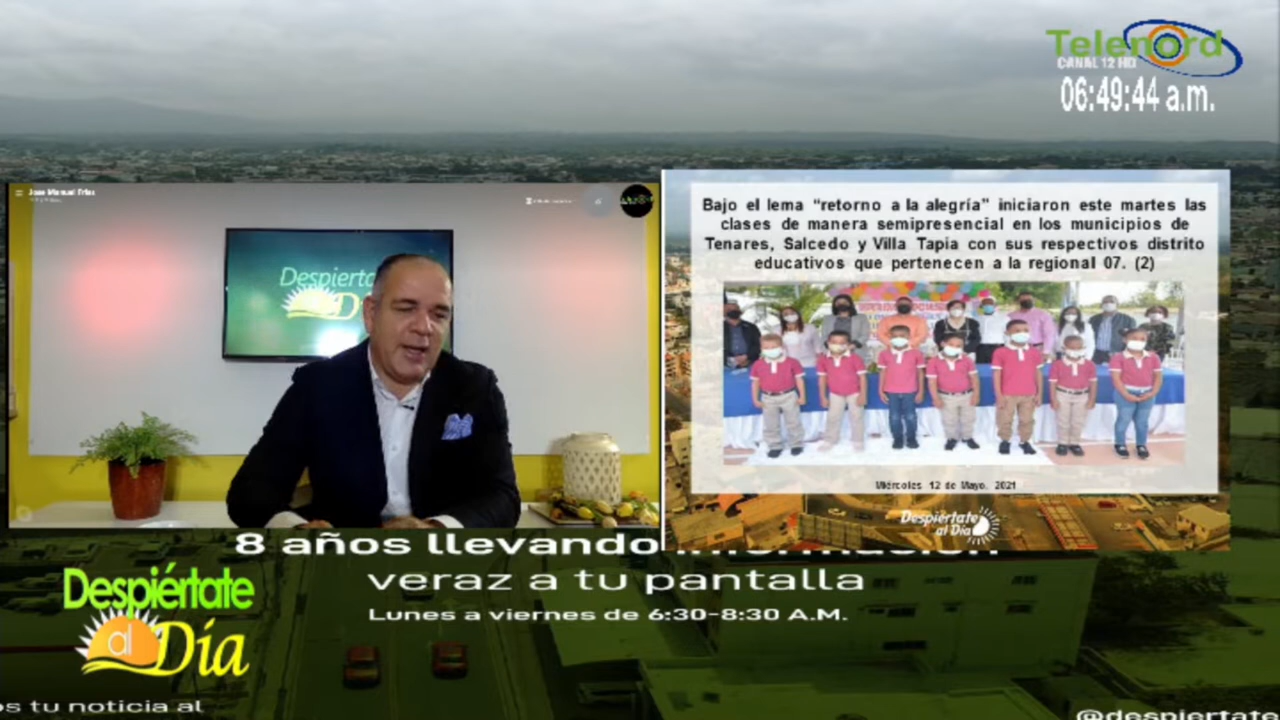 Telenord
CANAL 12 HD
06:49:44 a.m.
Despierta
Día
Bajo el lema “retorno a la alegría” iniciaron este martes las
clases de manera semipresencial en los municipios de
Tenares, Salcedo y Villa Tapia con sus respectivos distrito
educativos que pertenecen a la regional 07. (2)
Miércoles 12 de Mayo, 2021
Despiértate
al Día
8 años llevando información
veraz a tu pantalla
Lunes a viernes de 6:30-8:30 A.M.
Despiértate
al Día
os tu noticia al
@despiertate